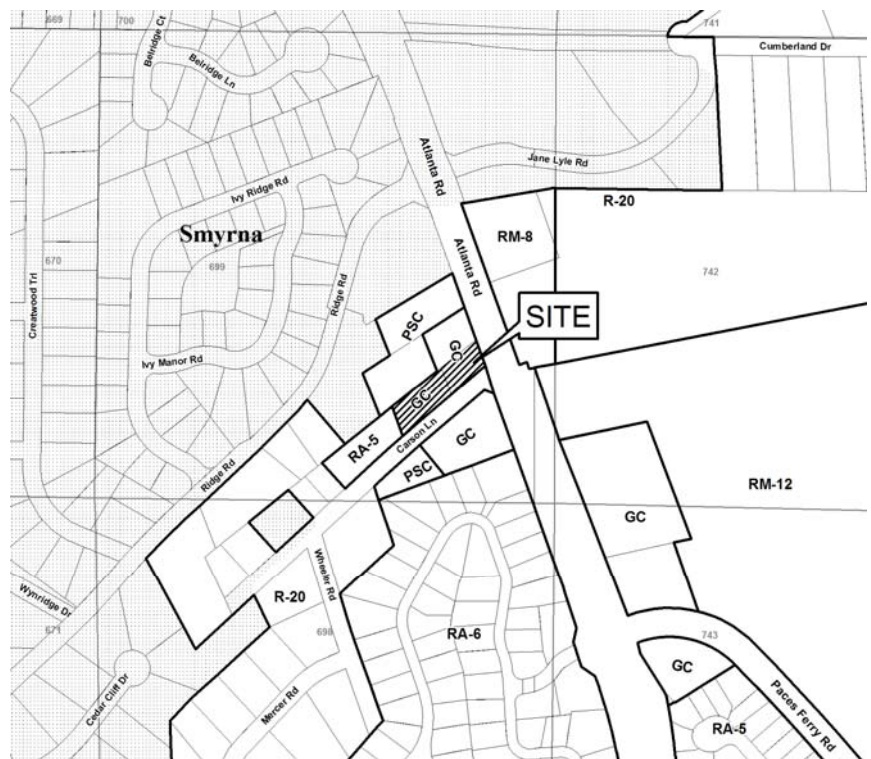 669
700
741
Belridge Ct
Belridge Ln
Cumberland Dr
Atlanta Rd
Jane Lyle Rd
Ivy Ridge Rd
R-20
RM-8
Smyrna
Atlanta Rd
670
699
742
Creatwood Trl
Ridge Rd
SITE
PSC
GC
Ivy Manor Rd
GC
RA-5
Carson Ln
GC
PSC
Ridge Rd
RM-12
GC
Wheeler Rd
Wynridge Dr
R-20
671
698
RA-6
743
GC
Cedar Cliff Dr
Mercer Rd
Paces Ferry Rd
RA-5